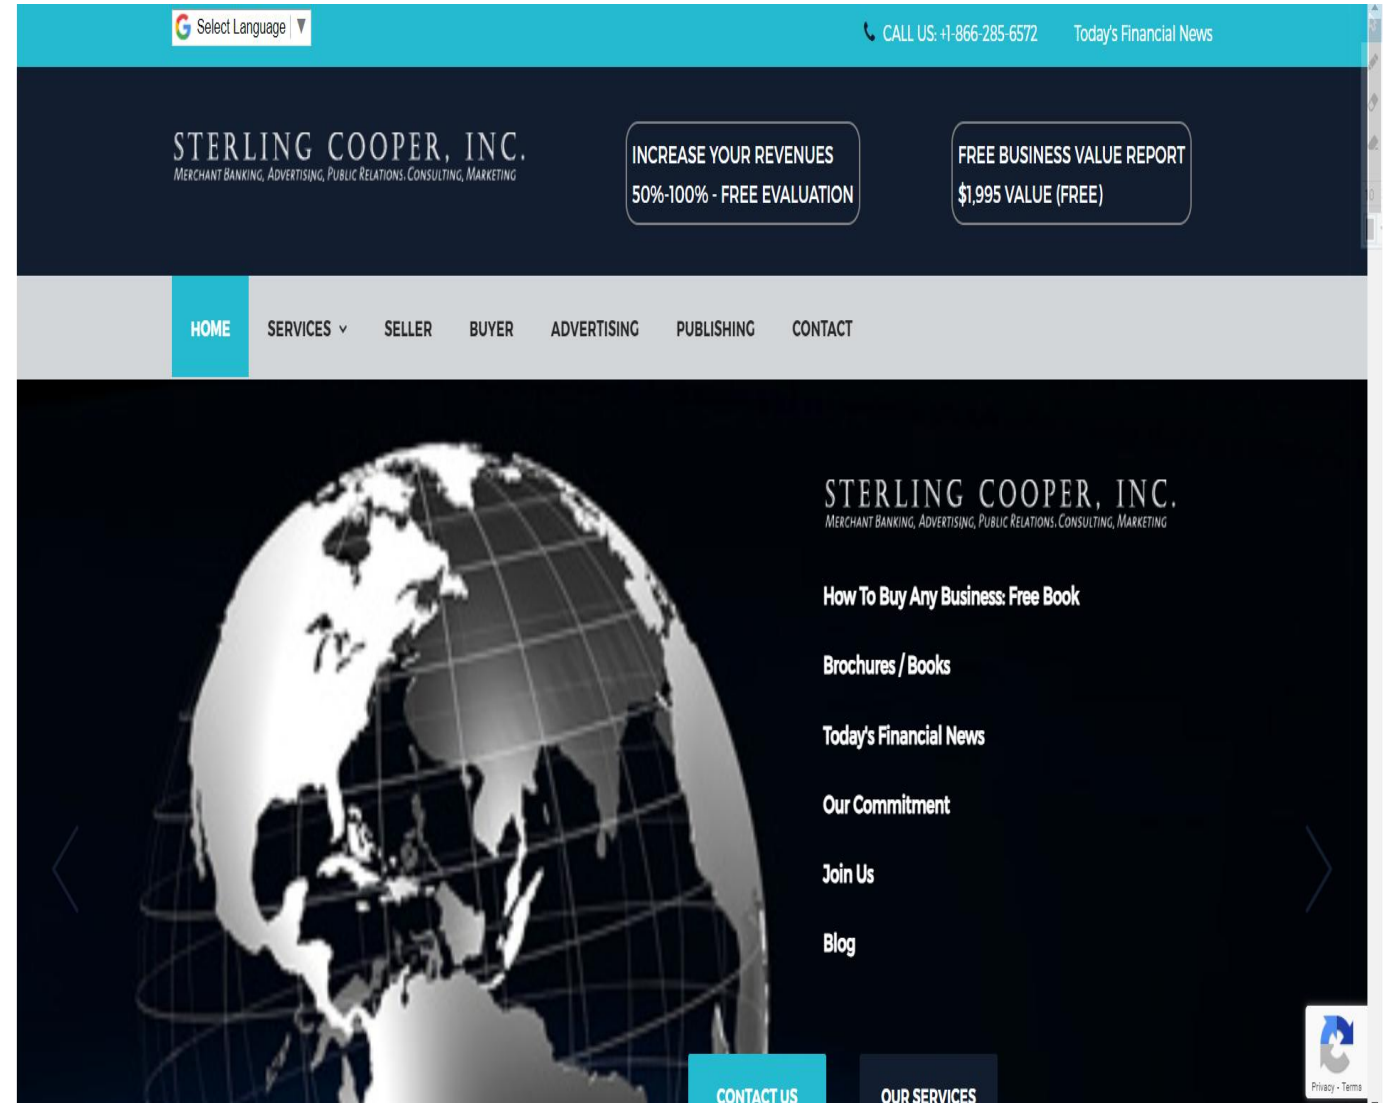 Select Language ▼
CALL US: +1-866-285-6572
Today's Financial News
STERLING COOPER, INC.
MERCHANT BANKING, ADVERTISING, PUBLIC RELATIONS. CONSULTING, MARKETING
INCREASE YOUR REVENUES
50%-100% - FREE EVALUATION
FREE BUSINESS VALUE REPORT
$1,995 VALUE (FREE)
HOME
SERVICES
SELLER
BUYER
ADVERTISING
PUBLISHING
CONTACT
STERLING COOPER, INC.
MERCHANT BANKING, ADVERTISING, PUBLIC RELATIONS. CONSULTING, MARKETING
How To Buy Any Business: Free Book
Brochures / Books
Today's Financial News
Our Commitment
Join Us
Blog
CONTACT US
OUR SERVICES
Privacy - Terms